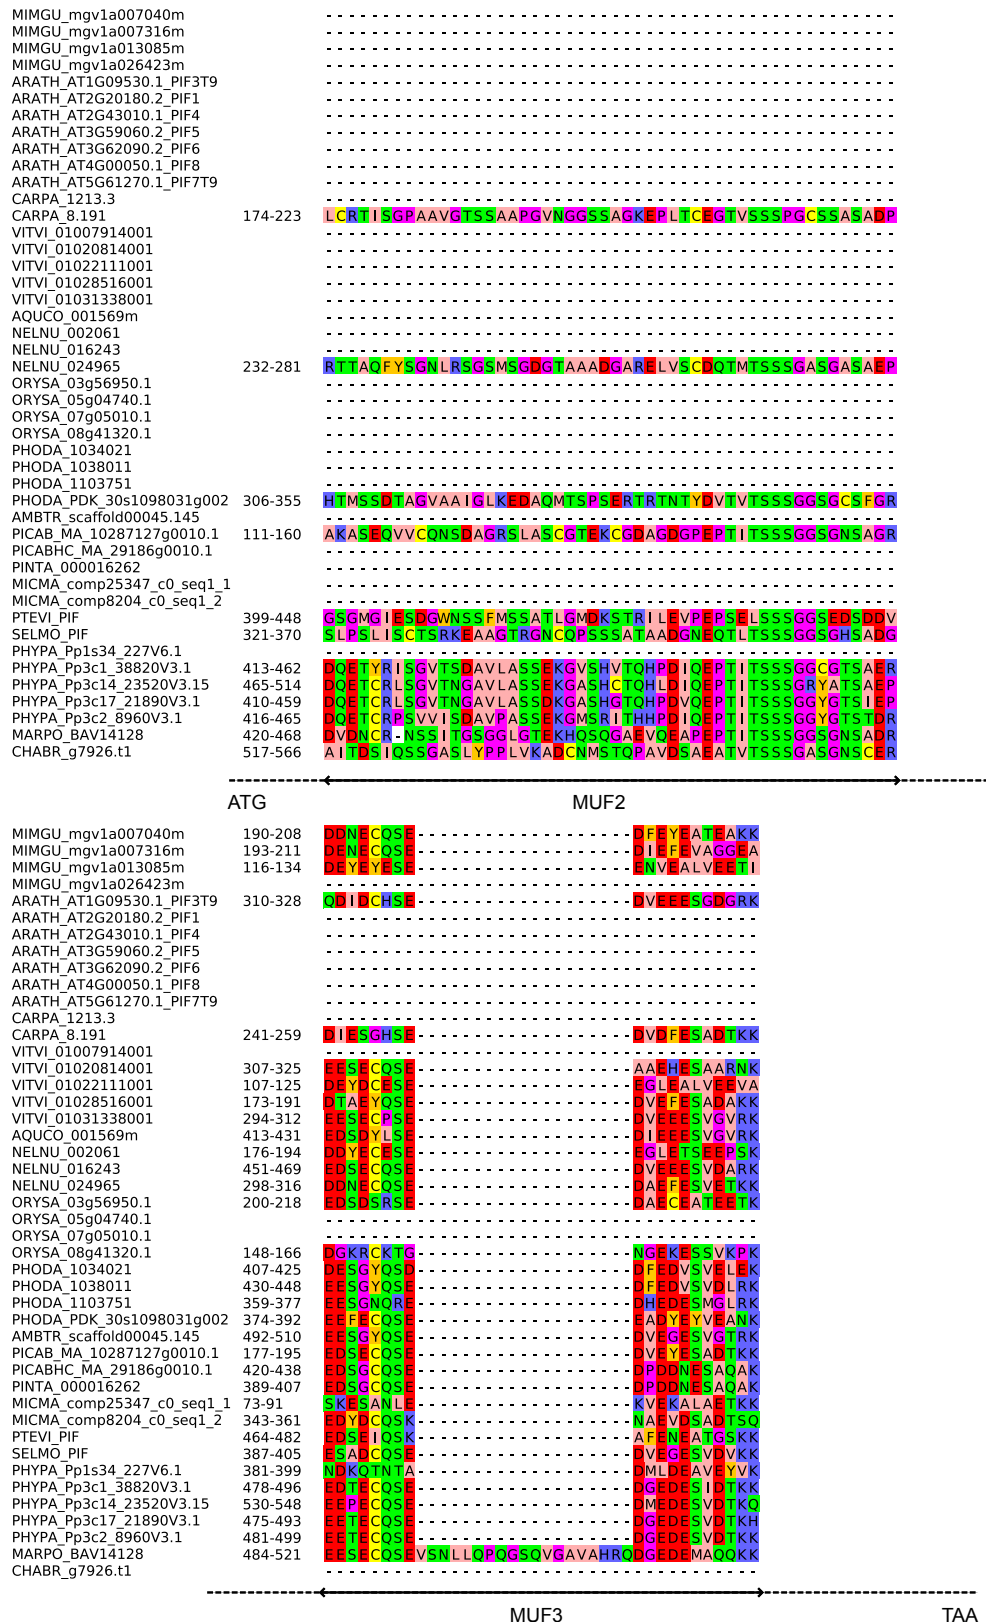 MIMGU_mgv1a007040m
MIMGU_mgv1a007316m
MIMGU_mgv1a013085m
MIMGU_mgv1a026423m
ARATH_AT1G09530.1_PIF3T9
ARATH_AT2G20180.2_PIF1
ARATH_AT2G43010.1_PIF4
ARATH_AT3G59060.2_PIF5
ARATH_AT3G62090.2_PIF6
ARATH_AT4G00050.1_PIF8
ARATH_AT5G61270.1_PIF7T9
CARPA_1213.3
CARPA_8.191 174-223 LCRTISGPAAVGTSSAAPGVNGGSSAGKEPLTCEGTVSSSPGCSSASADP
VITVI_01007914001
VITVI_01020814001
VITVI_01022111001
VITVI_01028516001
VITVI_01031338001
AQUCO_001569m
NELNU_002061
NELNU_016243
NELNU_024965 232-281 RTTAQFYSGNLRSGSMSGDGTAAADGARELVSCDQTMTSSSGASGASAEP
ORYSA_03g56950.1
ORYSA_05g04740.1
ORYSA_07g05010.1
ORYSA_08g41320.1
PHODA_1034021
PHODA_1038011
PHODA_1103751
PHODA_PDK_30s1098031g002 306-355 HTMSSDTAGVAAIGLKEDAQMTSPSERTRTNTYDVTVTSSSGGSGCSFGR
AMBTR_scaffold00045.145
PICAB_MA_10287127g0010.1 111-160 AKASEQVVCQNSDAGRSLASCGTEKCGDAGDGPEPTITSSSGGSGNSAGR
PICABHC_MA_29186g0010.1
PINTA_000016262
MICMA_comp25347_c0_seq1_1
MICMA_comp8204_c0_seq1_2
PTEVI_PIF 399-448 GSGMGIESDGWNSSFMSSATLGMDKSTRILEVPEPSELSSSGGSEDSDDV
SELMO_PIF 321-370 SLPSLISCTSRKEAAGTRGNCQPSSSATAADGNEQTLTSSSGGSGHSADG
PHYPA_Pp1s34_227V6.1
PHYPA_Pp3c1_38820V3.1 413-462 DQETYRISGVTSDAVLASSEKGVSHVTQHPDIQEPTITSSSGGCGTSAER
PHYPA_Pp3c14_23520V3.15 465-514 DQETCRLSGVTNGAVLASSEKGASHCTQHLDIQEPTITSSSGRYATSAEP
PHYPA_Pp3c17_21890V3.1 410-459 DQETCRLSGVTNGAVLASSDKGASHGTQHPDVQEPTITSSSGGYGTSIEP
PHYPA_Pp3c2_8960V3.1 416-465 DQETCRPSVVISDAVPASSEKGMSRITHHPDIQEPTITSSSGGYGTSTDR
MARPO_BAV14128 420-468 DVDNCR-NSSITGSGGLGTEKHQSQGAEVQEAPEPTITSSSGGSGNSADR
CHABR_g7926.t1 517-566 AITDSIQSSGASLYPPLVKADCNMSTQPAVDSAEATVTSSSGASGNSCER
ATG MUF2
MIMGU_mgv1a007040m 190-208 DDNECQSE DFEYEATEAKK
MIMGU_mgv1a007316m 193-211 DENECQSE DIEFEVAGGEA
MIMGU_mgv1a013085m 116-134 DEYEYESE ENVEALVEETI
MIMGU_mgv1a026423m
ARATH_AT1G09530.1_PIF3T9 310-328 QDIDCHSE DVEEESGDGRK
ARATH_AT2G20180.2_PIF1
ARATH_AT2G43010.1_PIF4
ARATH_AT3G59060.2_PIF5
ARATH_AT3G62090.2_PIF6
ARATH_AT4G00050.1_PIF8
ARATH_AT5G61270.1_PIF7T9
CARPA_1213.3
CARPA_8.191 241-259 DIESGHSE DVDFESADTKK
VITVI_01007914001
VITVI_01020814001 307-325 EESECQSE AAEHESAARNK
VITVI_01022111001 107-125 DEYDCESE EGLEALVEEVA
VITVI_01028516001 173-191 DTAEYQSE DVEFESADAKK
VITVI_01031338001 294-312 EESECPSE DVEEESVGVRK
AQUCO_001569m 413-431 EDSDYLSE DIEEESVGVRK
NELNU_002061 176-194 DDYECESE EGLETSEEPSK
NELNU_016243 451-469 EDSECQSE DVEEESVDARK
NELNU_024965 298-316 DDNECQSE DAEFESVETKK
ORYSA_03g56950.1 200-218 EDSDSRSE DAECEATEETK
ORYSA_05g04740.1
ORYSA_07g05010.1
ORYSA_08g41320.1 148-166 DGKRCKTG NGEKESSVKPK
PHODA_1034021 407-425 EESGYQSD DFEDVSVELEK
PHODA_1038011 430-448 EESGYQSE DFEDVSVDLRK
PHODA_1103751 359-377 EESGNQRE DHEDESMGLRK
PHODA_PDK_30s1098031g002 374-392 EEFECQSE EADYEYVEANK
AMBTR_scaffold00045.145 492-510 EESGYQSE DVEGESVGTRK
PICAB_MA_10287127g0010.1 177-195 EDSECQSE DVEYESADTKK
PICABHC_MA_29186g0010.1 420-438 EDSGCQSE DPDDNESAQAK
PINTA_000016262 389-407 EDSGCQSE DPDDNESAQAK
MICMA_comp25347_c0_seq1_1 73-91 SKESANLE KVEKALAETKK
MICMA_comp8204_c0_seq1_2 343-361 EDYDCQSK NAEVDSADTSQ
PTEVI_PIF 464-482 EDSEIQSK AFENEATGSKK
SELMO_PIF 387-405 ESADCQSE DVEGESVDVKK
PHYPA_Pp1s34_227V6.1 381-399 NDKQTNTA DMLDEAVEYVK
PHYPA_Pp3c1_38820V3.1 478-496 EDTECQSE DGEDESIDTKK
PHYPA_Pp3c14_23520V3.15 530-548 EEPECQSE DMEDESVDTKQ
PHYPA_Pp3c17_21890V3.1 475-493 EETECQSE DGEDESVDTKH
PHYPA_Pp3c2_8960V3.1 481-499 EETECQSE DGEDESVDTKK
MARPO_BAV14128 484-521 EESECQSEVSNLLQPQGSQVGAVAHRQDGEDEMAQQKK
CHABR_g7926.t1
MUF3 TAA